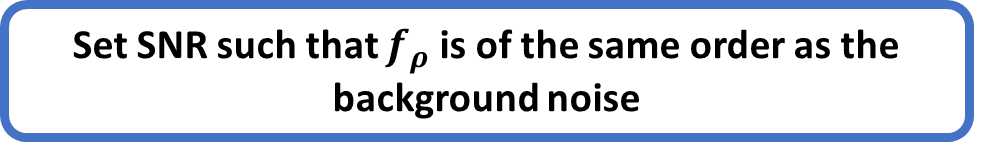 Set SNR such that 𝒇𝝆 is of the same order as the
background noise